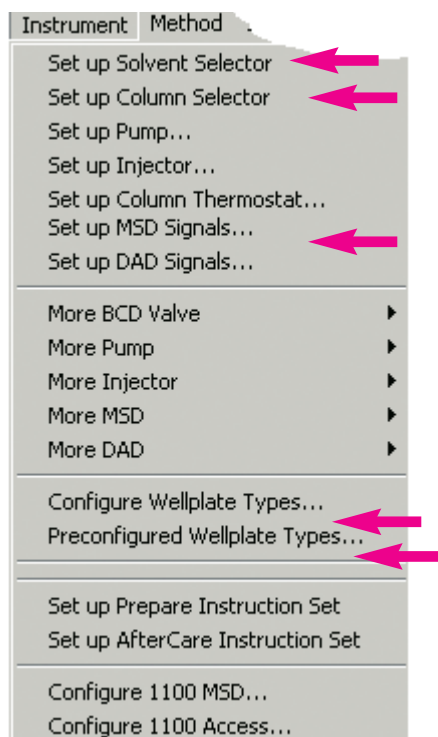 Instrument Method
Set up Solvent Selector
Set up Column Selector
Set up Pump...
Set up Injector...
Set up Column Thermostat...
Set up MSD Signals...
Set up DAD Signals...
More BCD Valve
More Pump
More Injector
More MSD
More DAD
Configure Wellplate Types...
Preconfigured Wellplate Types...
Set up Prepare Instruction Set
Set up AfterCare Instruction Set
Configure 1100 MSD...
Configure 1100 Access...